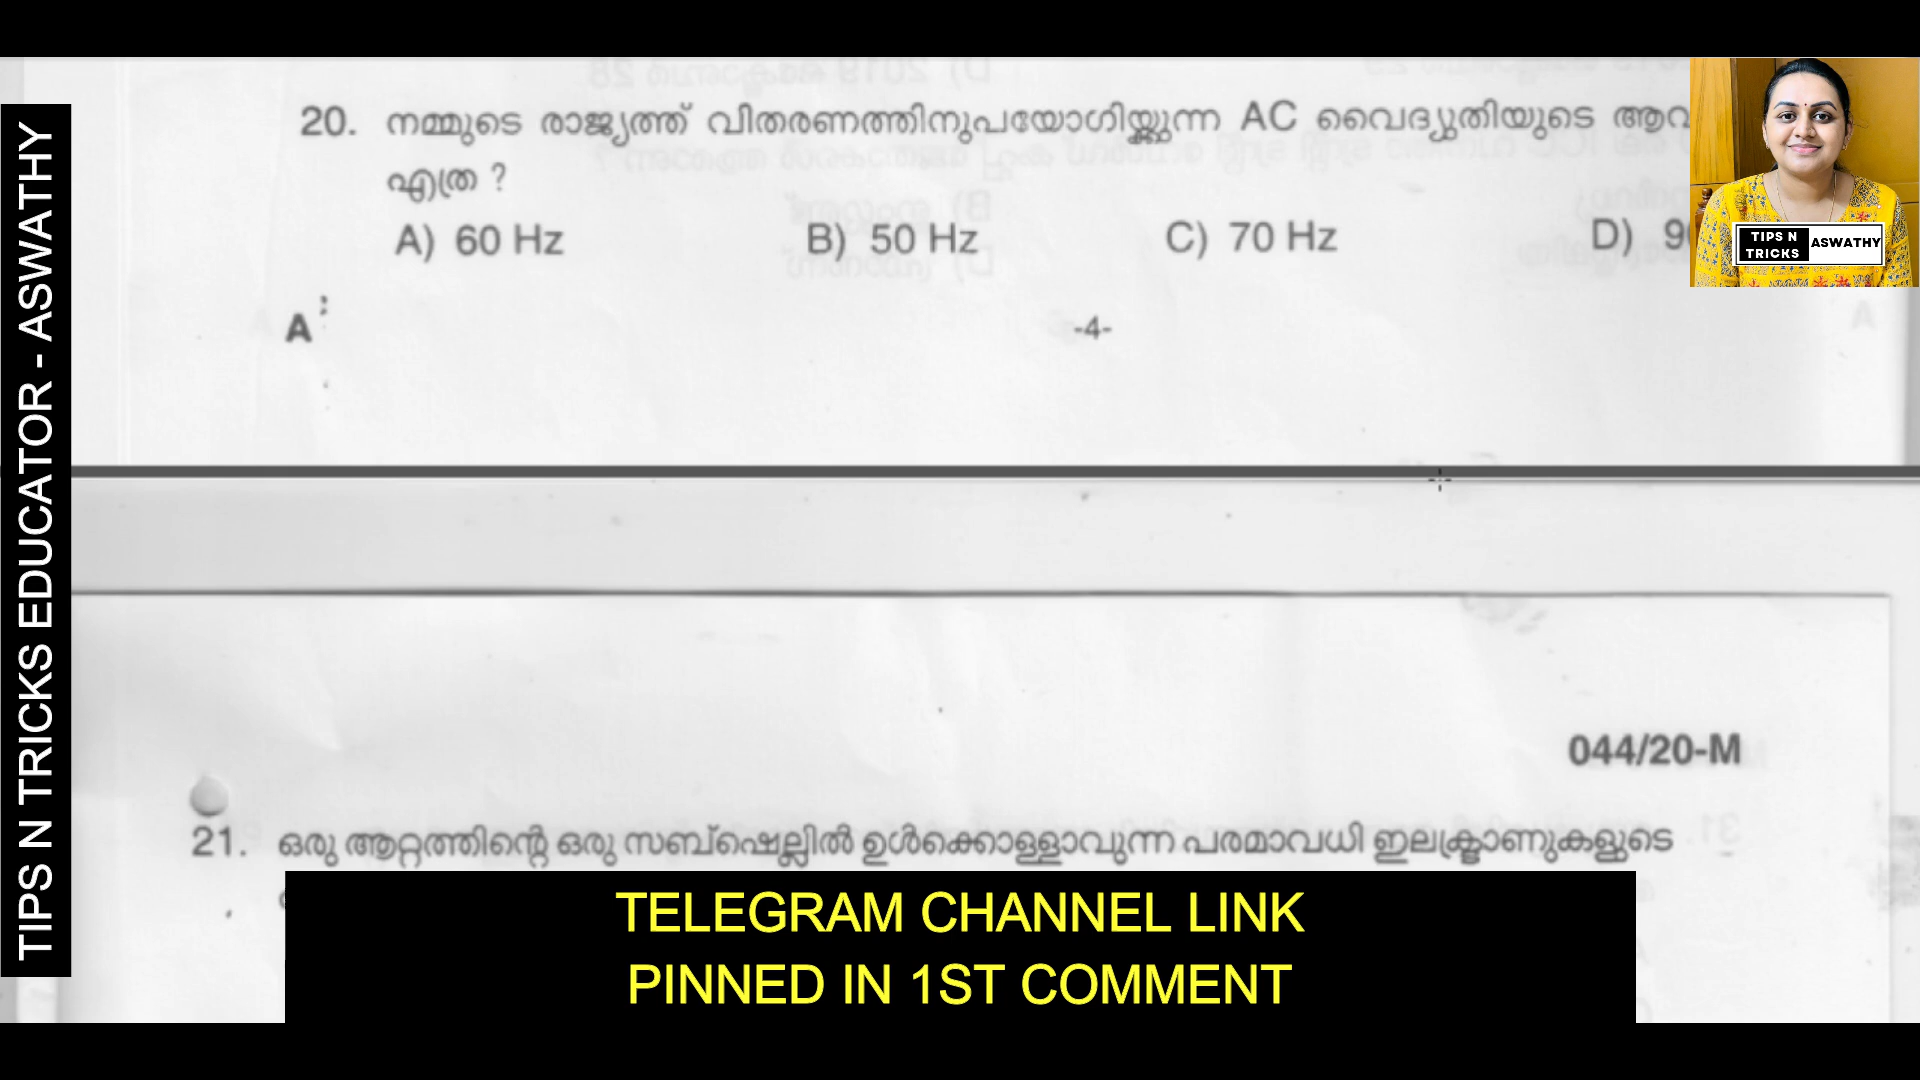 20. നമ്മുടെ രാജ്യത്ത് വിതരണത്തിനുപയോഗിയ്ക്കുന്ന AC വൈദ്യുതിയുടെ
എത്ര ?
A) 60 Hz B) 50 Hz C) 70 Hz D)
A -4-
044/20-M
21. ഒരു ആറ്റത്തിന്റെ ഒരു സബ്ഷെല്ലിൽ ഉൾക്കൊള്ളാവുന്ന പരമാവധി ഇലക്ട്രാണുകളുടെ
TELEGRAM CHANNEL LINK
PINNED IN 1ST COMMENT
TIPS N TRICKS EDUCATOR - ASWATHY
TIPS N
TRICKS
ASWATHY